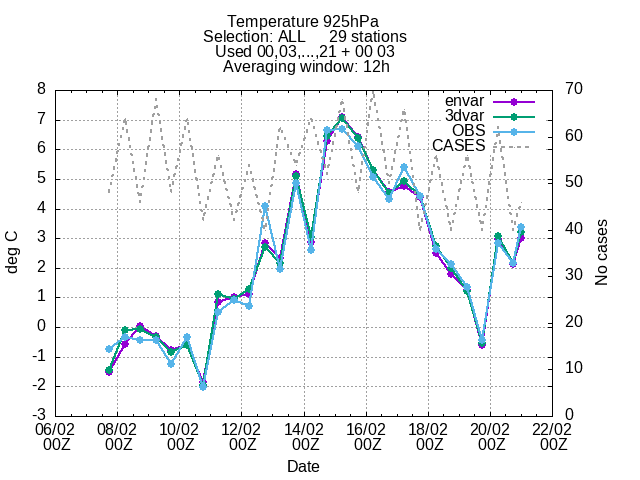 Temperature 925hPa
Selection: ALL     29 stations
Used 00,03,...,21 + 00 03
Averaging window: 12h
8 70
7 60
6 50
5 40
4 30
3 20
2 10
1 0
0
-1
-2
-3
envar
3dvar
OBS
CASES
deg C
No cases
06/02 08/02 10/02 12/02 14/02 16/02 18/02 20/02 22/02
00Z 00Z 00Z 00Z 00Z 00Z 00Z 00Z 00Z
Date